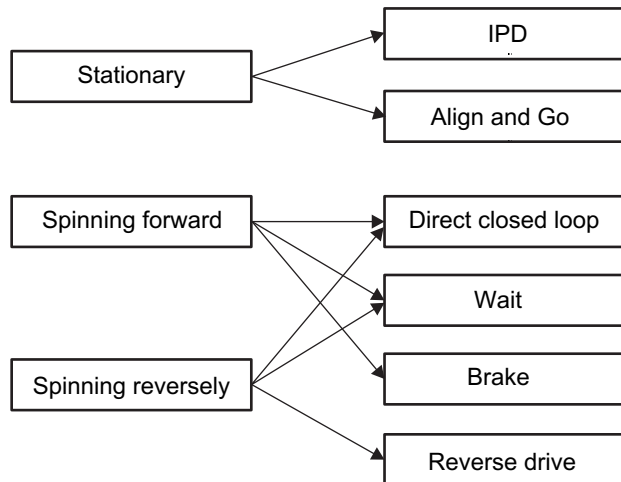 IPD
Stationary
Align and Go
Spinning forward
Direct closed loop
Wait
Spinning reversely
Brake
Reverse drive